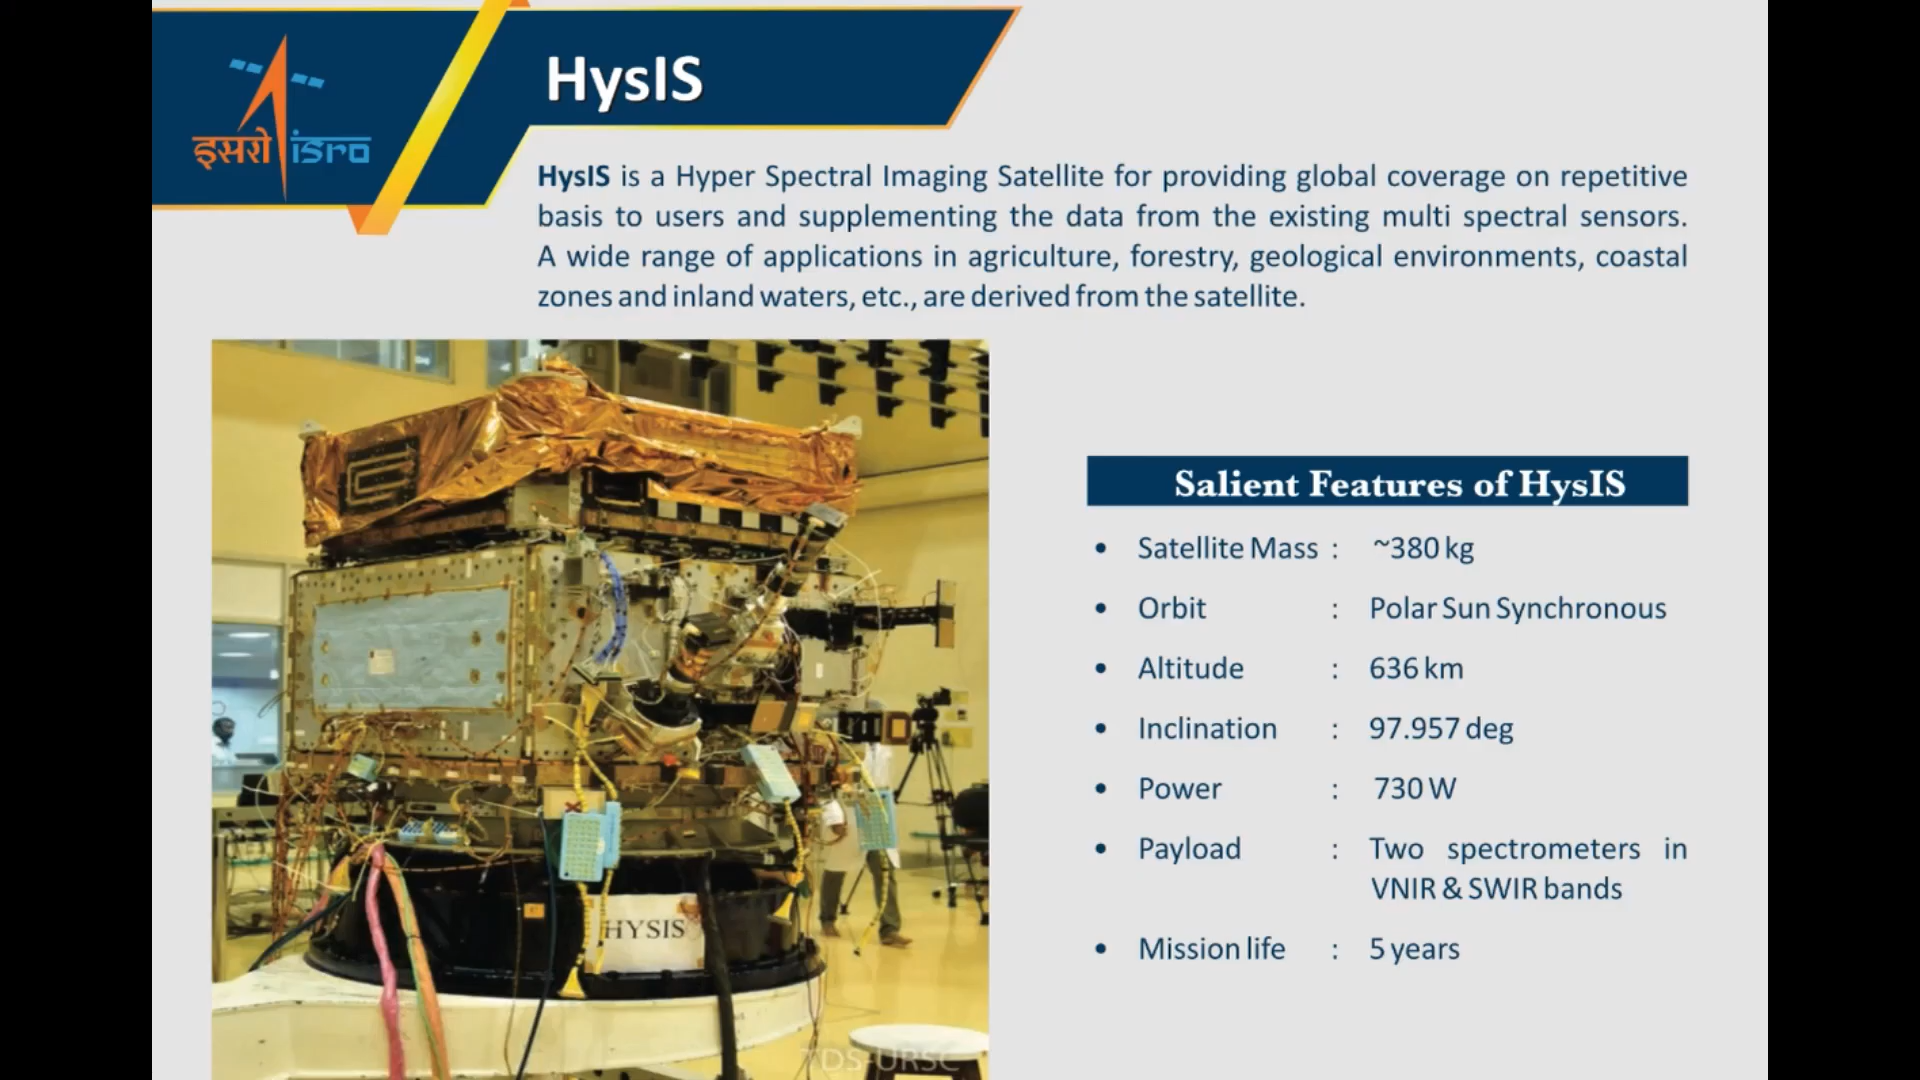 HysIS
इसरो isro
HysIS is a Hyper Spectral Imaging Satellite for providing global coverage on repetitive
basis to users and supplementing the data from the existing multi spectral sensors.
A wide range of applications in agriculture, forestry, geological environments, coastal
zones and inland waters, etc., are derived from the satellite.
Salient Features of HysIS
• Satellite Mass : ~380 kg
• Orbit : Polar Sun Synchronous
• Altitude : 636 km
• Inclination : 97.957 deg
• Power : 730 W
• Payload : Two spectrometers in
VNIR & SWIR bands
• Mission life : 5 years
HYSIS
TDS-URSC